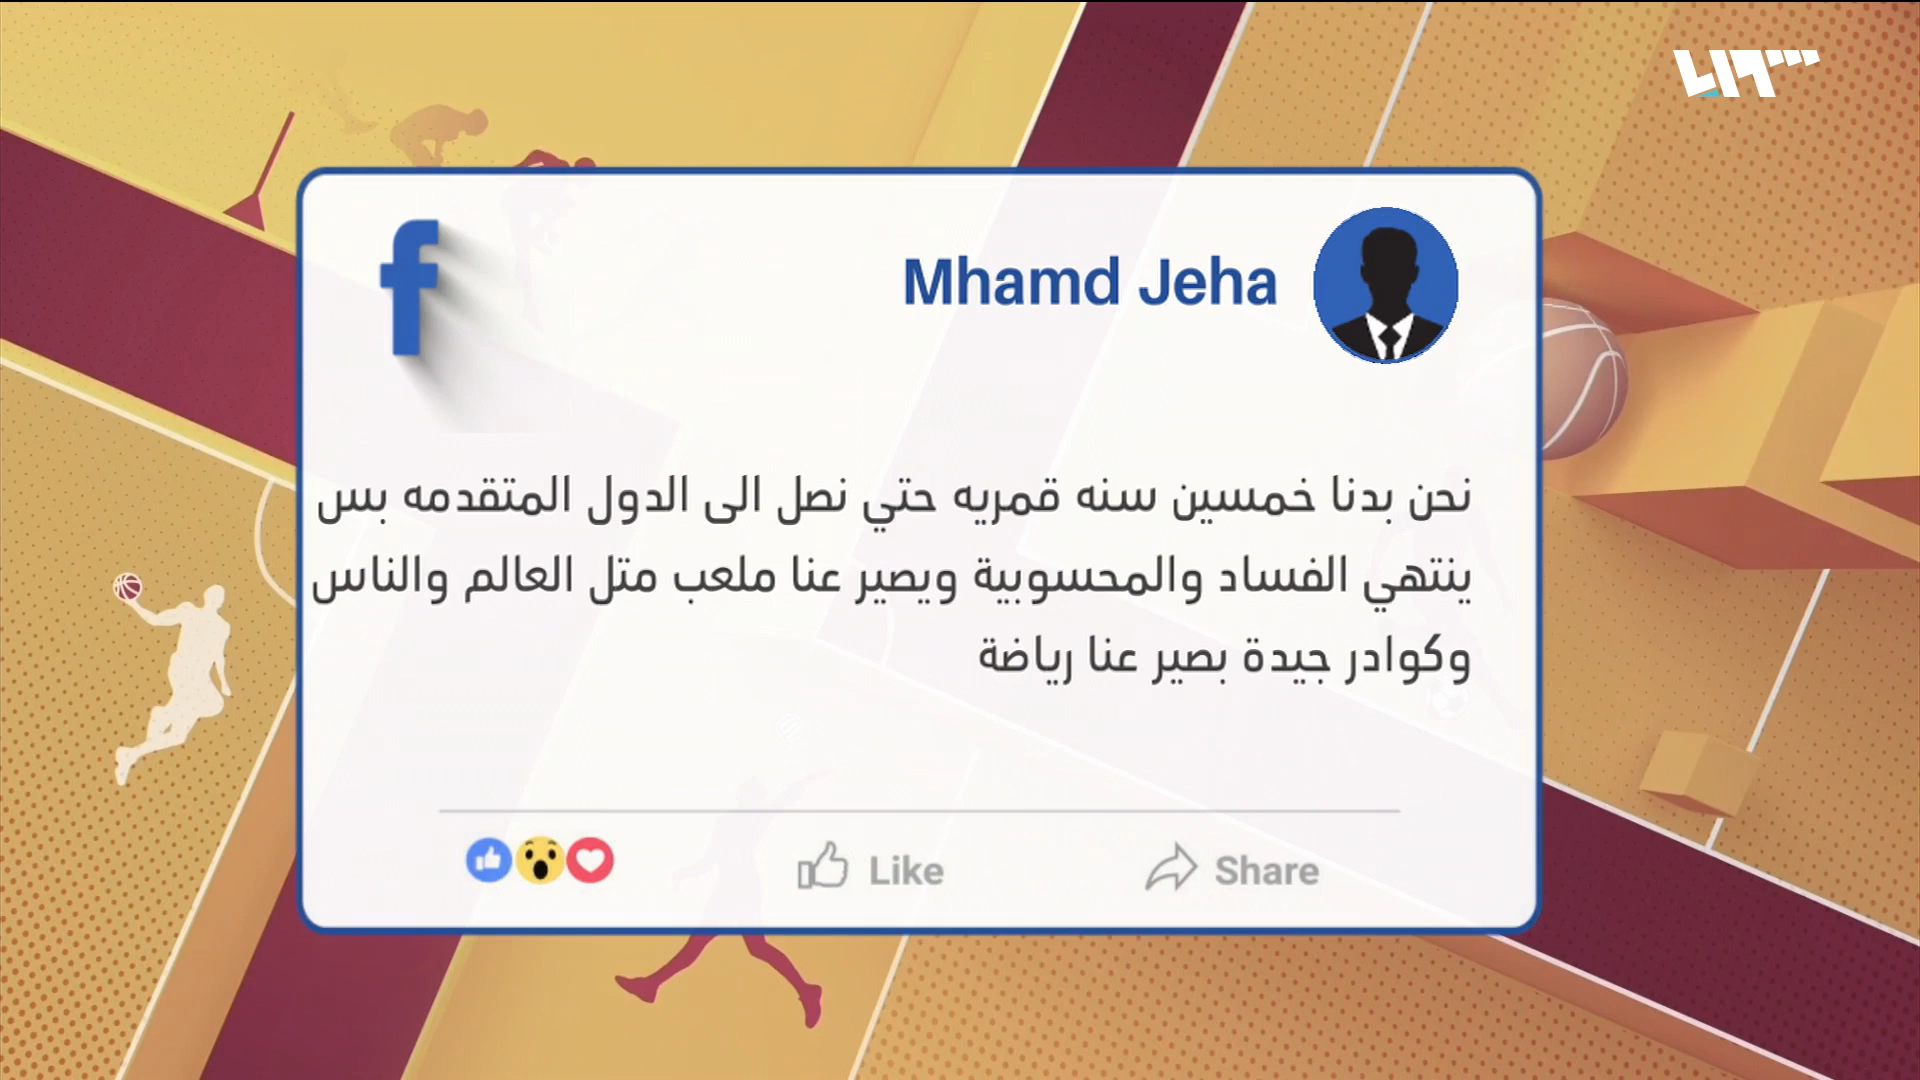 Mhamd Jeha
نحن بدنا خمسين سنه قمريه حتي نصل الى الدول المتقدمه بس
ينتهي الفساد والمحسوبية ويصير عنا ملعب متل العالم والناس
وكوادر جيدة بصير عنا رياضة
Like
Share